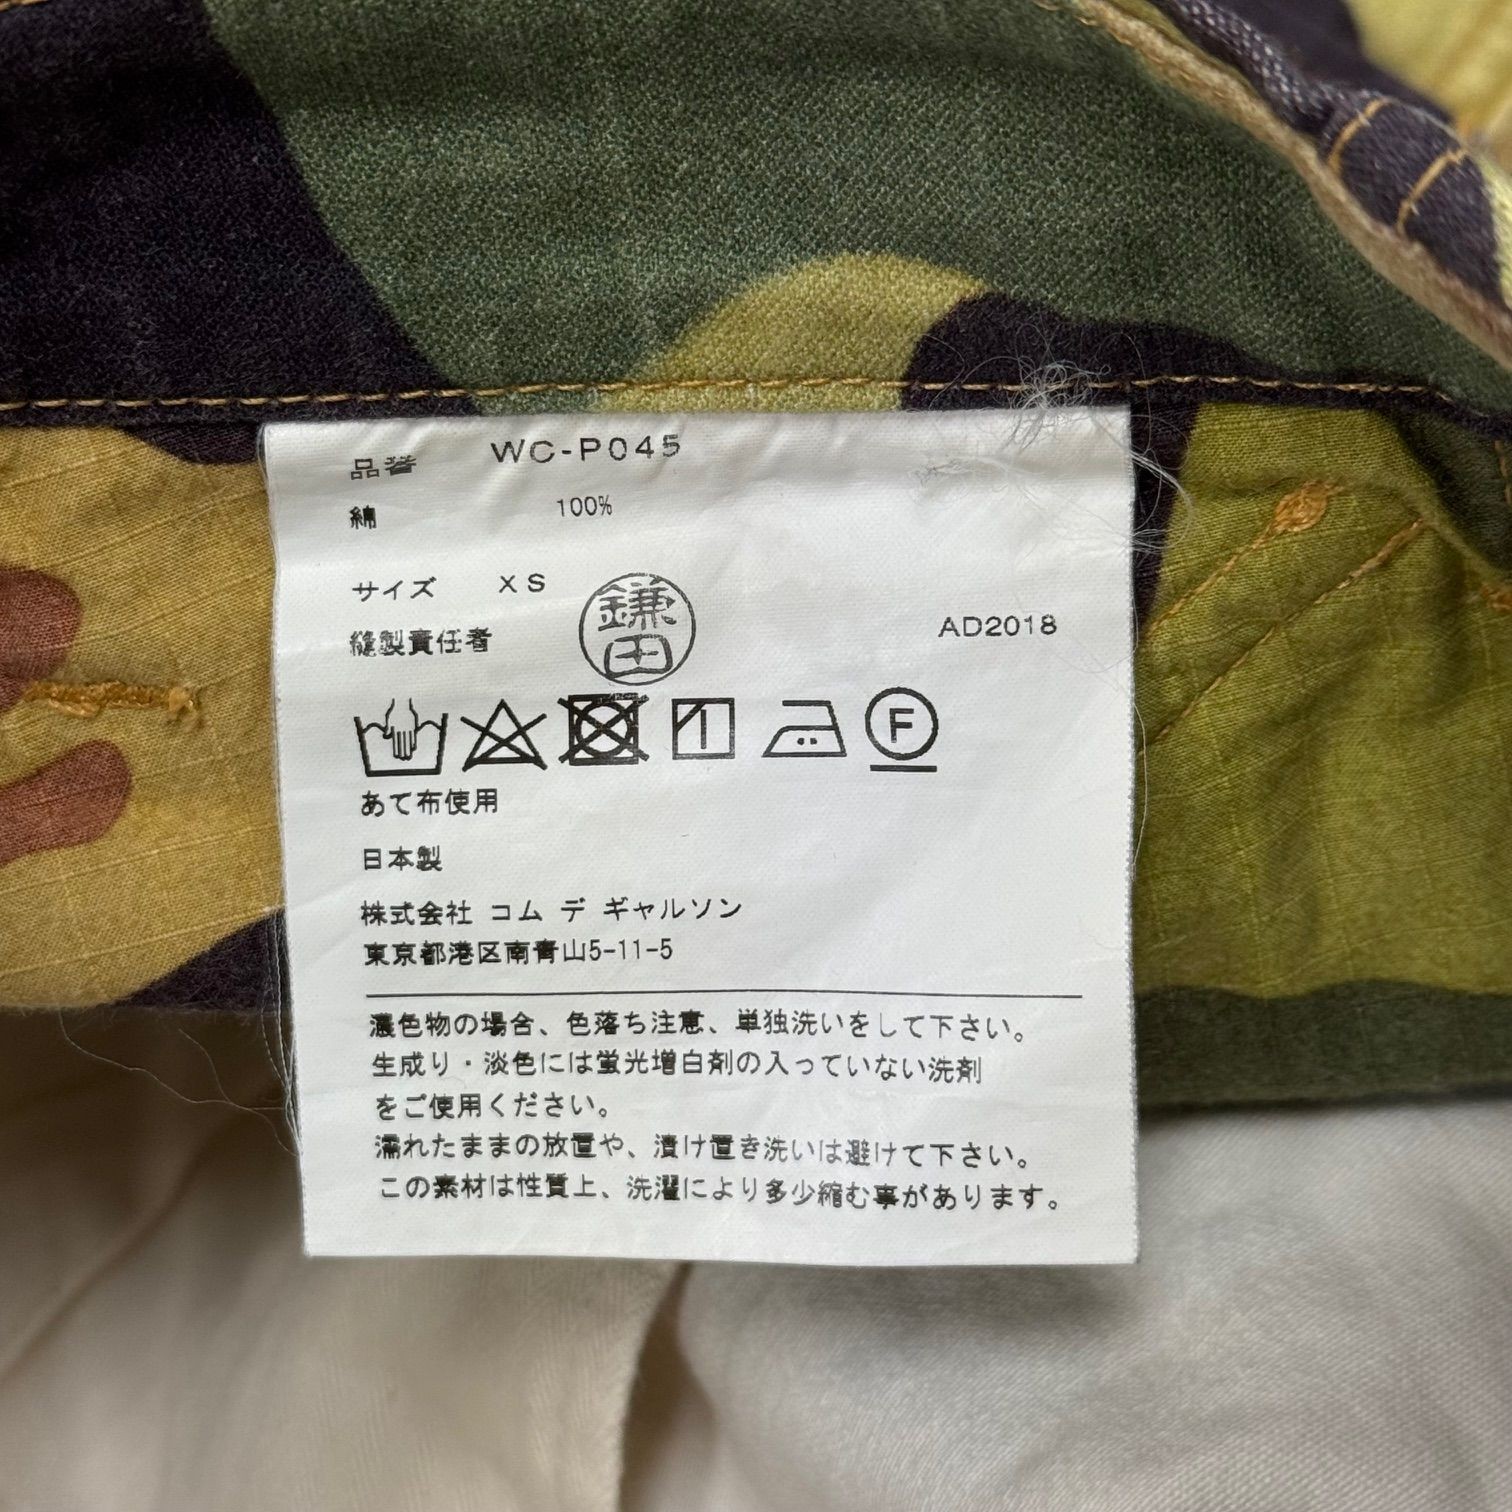 品番 WC-P045
綿 100%
サイズ XS
縫製責任者 鎌田 AD2018
F
あて布使用
日本製
株式会社 コム デ ギャルソン
東京都港区南青山5-11-5
濃色物の場合、色落ち注意、単独洗いをして下さい。
生成り・淡色には蛍光増白剤の入っていない洗剤
をご使用ください。
濡れたままの放置や、漬け置き洗いは避けて下さい。
この素材は性質上、洗濯により多少縮む事があります。